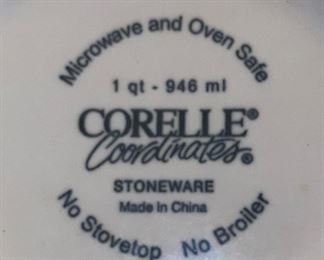 Microwave and Oven Safe
1 qt - 946 ml
CORELLE®
Coordinates®
STONEWARE
Made in China
No Stovetop No Broiler